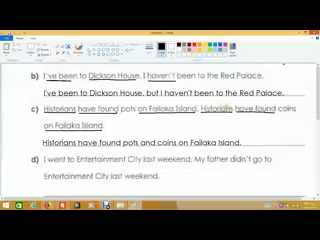 b) I've been to Dickson House. I haven't been to the Red Palace.
I've been to Dickson House, but I haven't been to the Red Palace.
c) Historians have found pots on Failaka Island. Historians have found coins
on Failaka Island.
Historians have found pots and coins on Failaka Island.
d) I went to Entertainment City last weekend. My father didn't go to
Entertainment City last weekend.